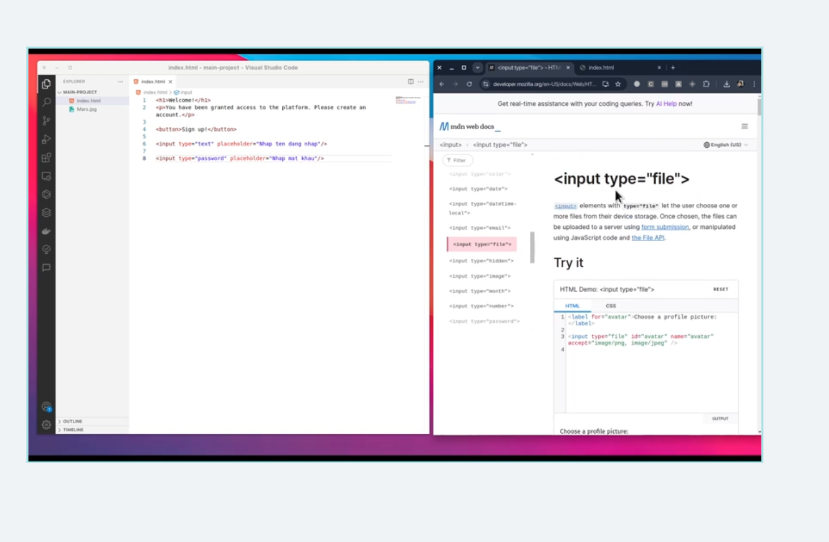 index.html - main-project - Visual Studio Code
EXPLORER
MAIN-PROJECT
index.html
Main.jpg
OUTLINE
TIMELINE
index.html
index.html > input
1 <h1>Welcome!</h1>
2 <p>You have been granted access to the platform. Please create an
account.</p>
3
4 <button>Sign up!</button>
5
6 <input type="text" placeholder="Nhap ten dang nhap"/>
7
8 <input type="password" placeholder="Nhap mat khau"/>
<input type="file"> - HTM
index.html
developer.mozilla.org/en-US/docs/Web/HT...
Get real-time assistance with your coding queries. Try AI Help now!
mdn web docs_
<input> > <input type="file">
English (US)
Filter
<input type="color">
<input type="date">
<input type="datetime-
local">
<input type="email">
<input type="file">
<input type="hidden">
<input type="image">
<input type="month">
<input type="number">
<input type="password">
<input type="file">
<input> elements with type="file" let the user choose one or
more files from their device storage. Once chosen, the files can
be uploaded to a server using form submission, or manipulated
using JavaScript code and the File API.
Try it
HTML Demo: <input type="file">
RESET
HTML
CSS
1 <label for="avatar">Choose a profile picture:
</label>
2
3 <input type="file" id="avatar" name="avatar"
accept="image/png, image/jpeg" />
4
OUTPUT
Choose a profile picture: